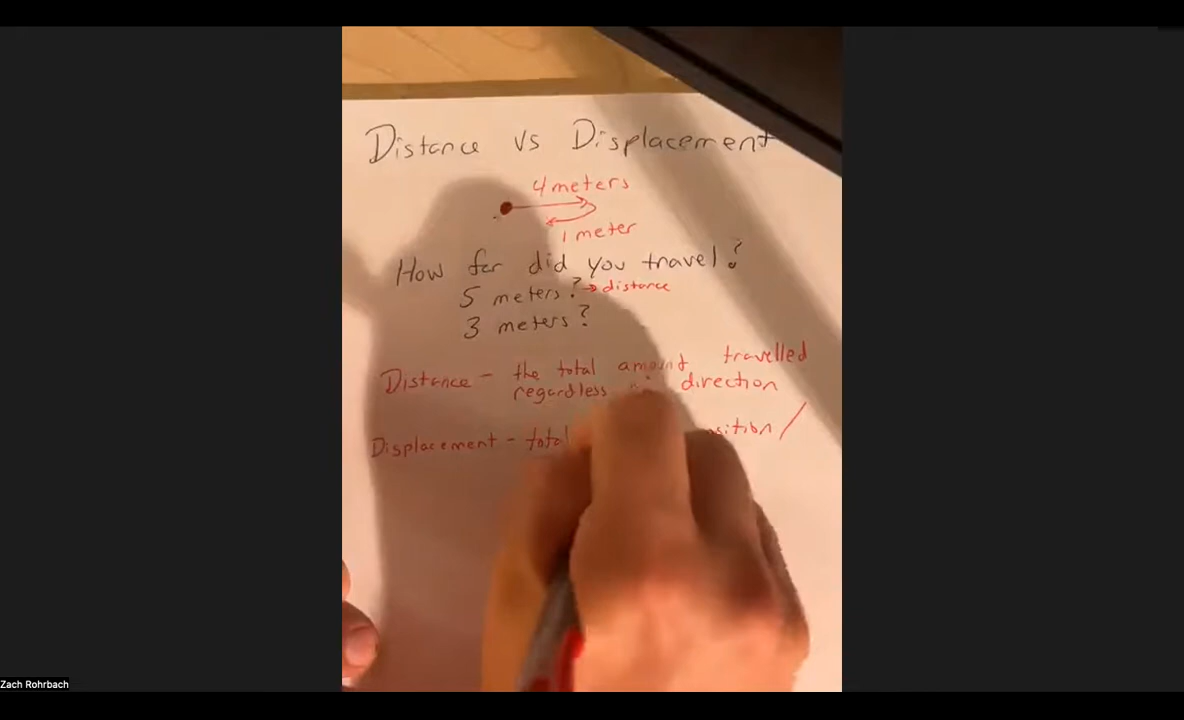 Distance vs Displacement
4 meters
1 meter
How far did you travel?
5 meters? → distance
3 meters?
Distance - the total amount travelled
regardless direction
Displacement - total /
Zach Rohrbach